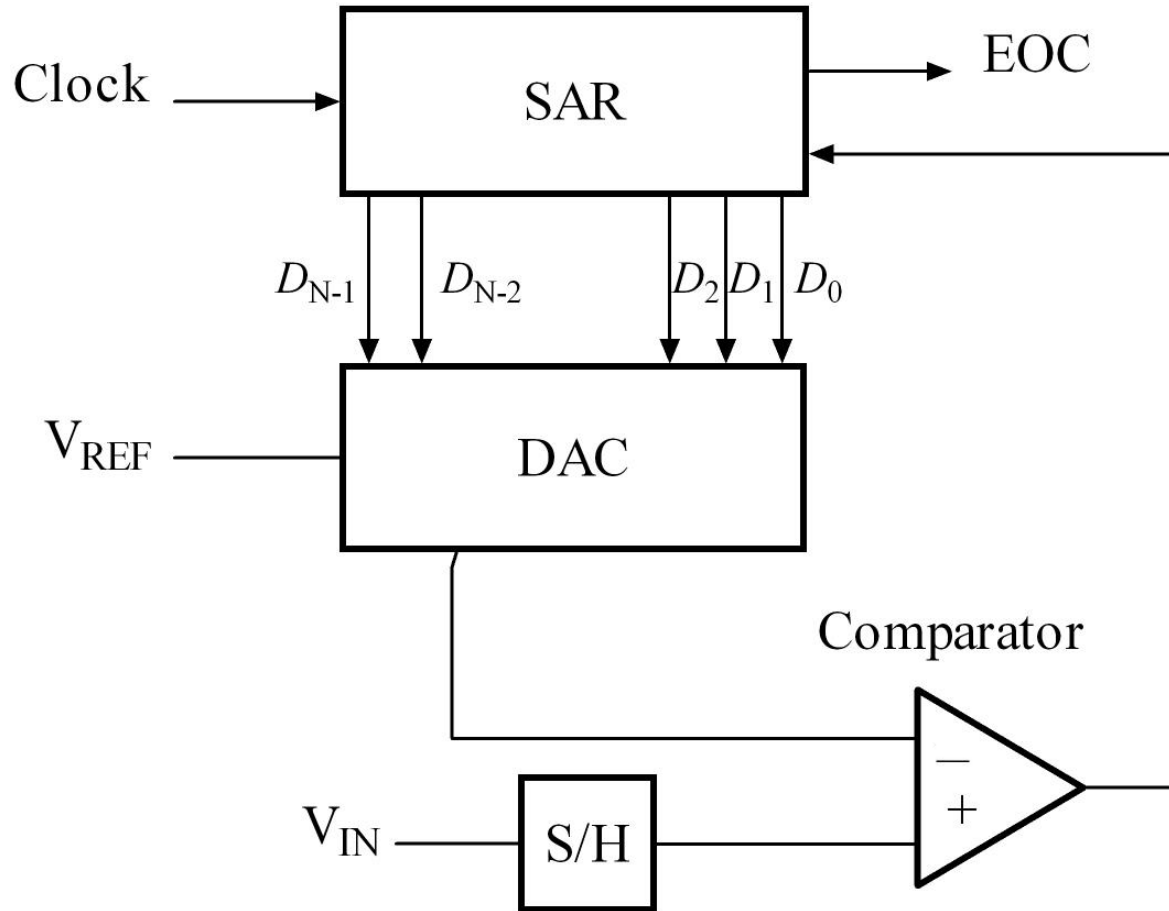 EOC
Clock
SAR
D_N-1 D_N-2 D_2 D_1 D_0
V_REF
DAC
Comparator
−
+
V_IN
S/H